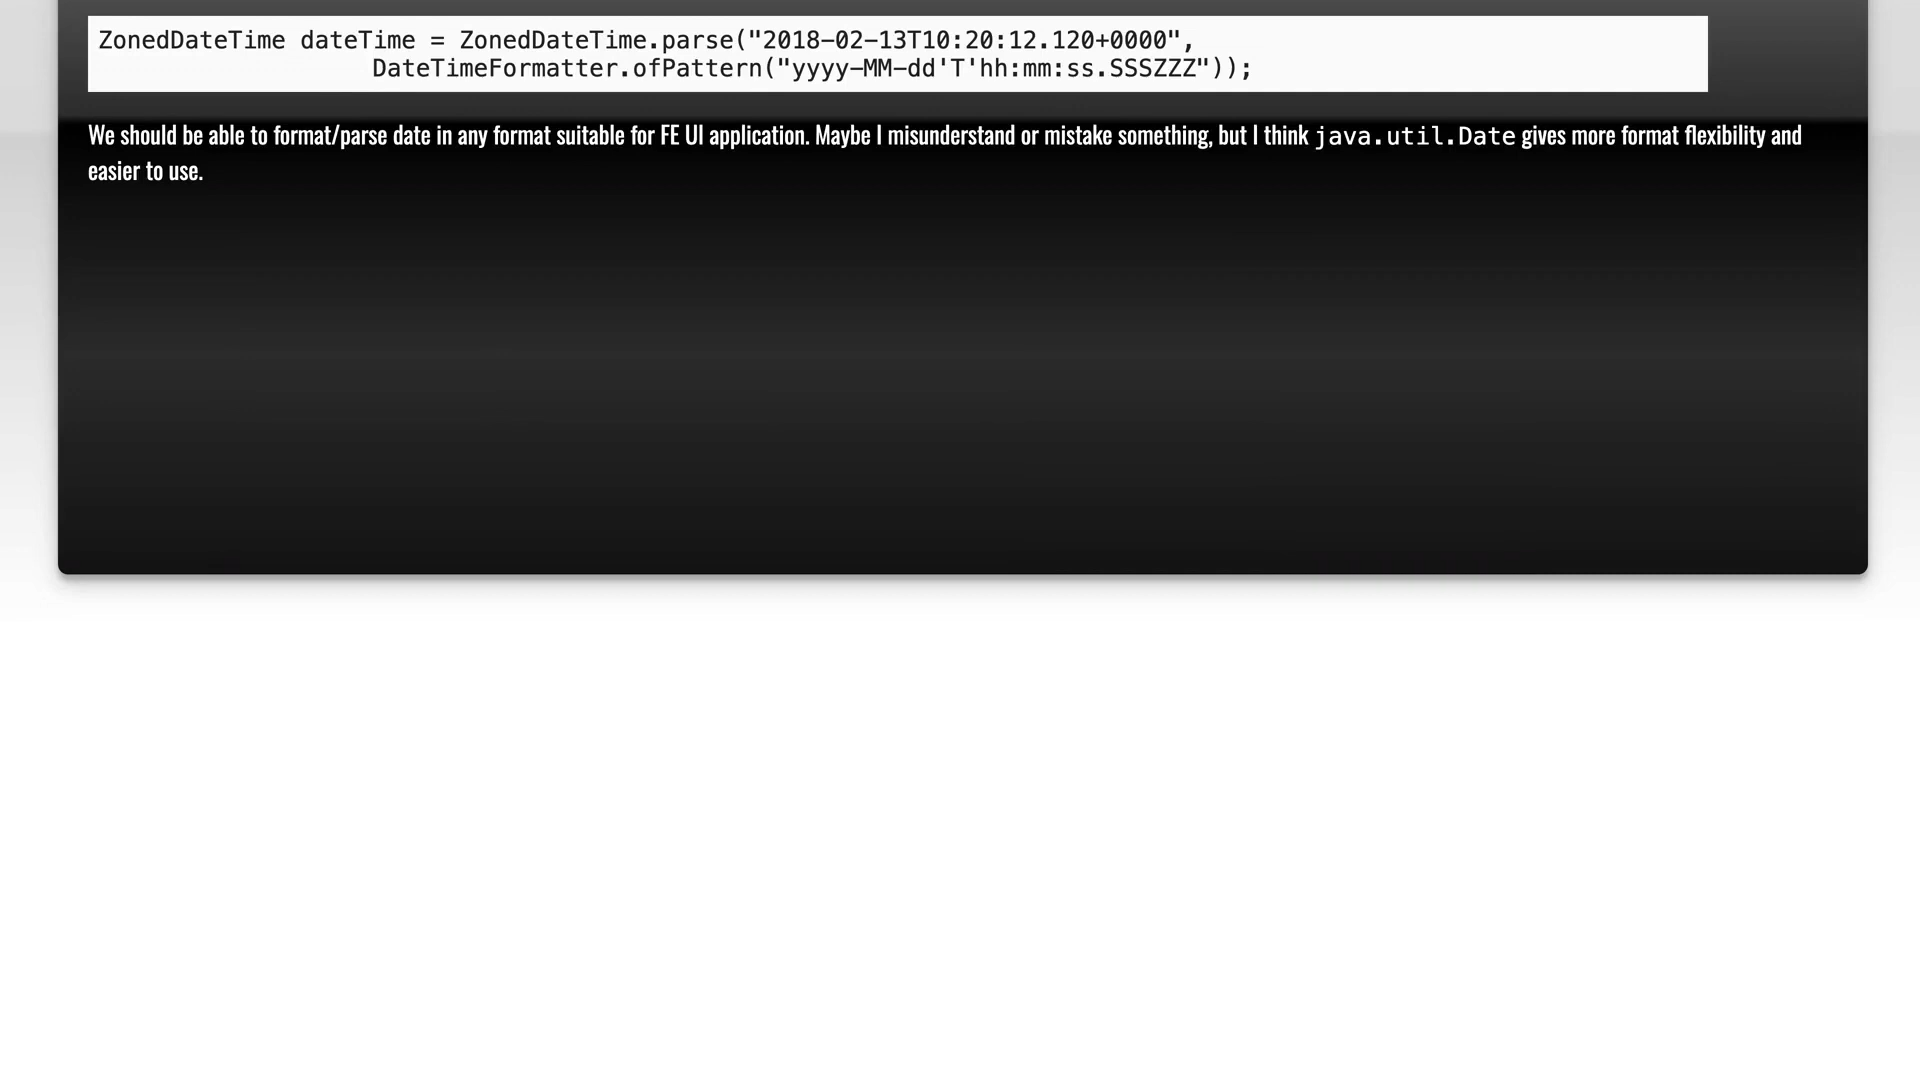 ZonedDateTime dateTime = ZonedDateTime.parse("2018-02-13T10:20:12.120+0000",
DateTimeFormatter.ofPattern("yyyy-MM-dd'T'hh:mm:ss.SSSZZZ"));
We should be able to format/parse date in any format suitable for FE UI application. Maybe I misunderstand or mistake something, but I think java.util.Date gives more format flexibility and
easier to use.